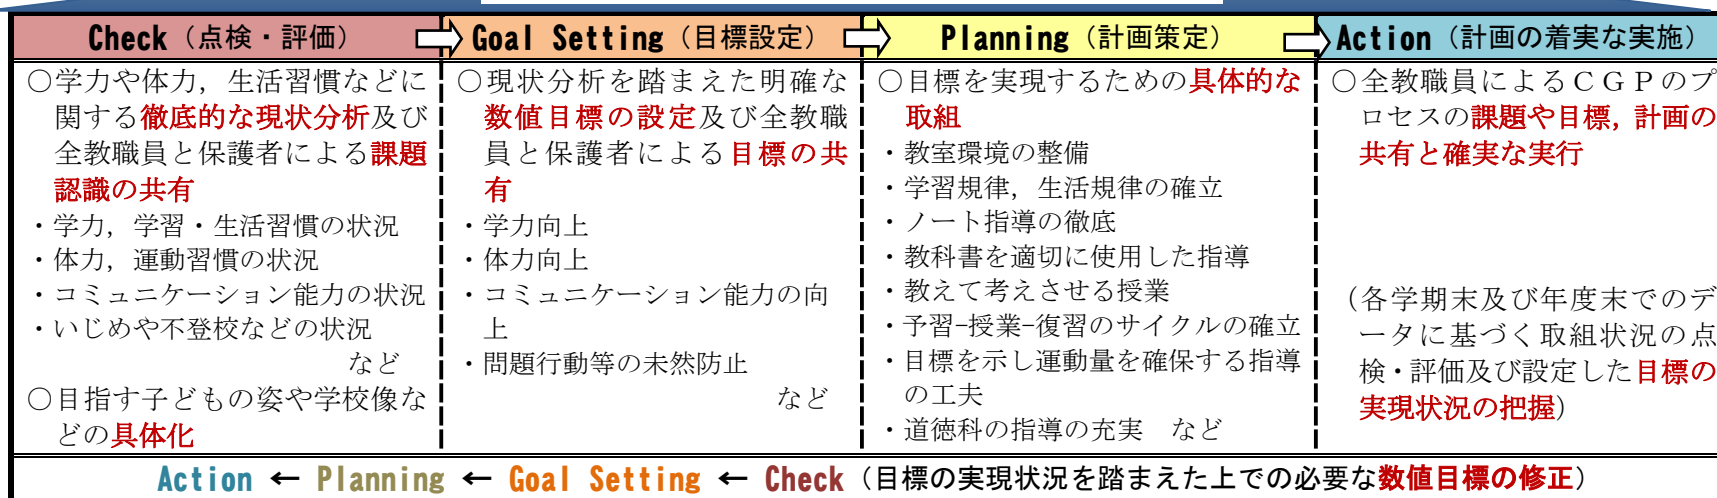 Check（点検・評価）
Goal Setting（目標設定）
Planning（計画策定）
Action（計画の着実な実施）
○学力や体力，生活習慣などに
関する徹底的な現状分析及び
全教職員と保護者による課題
認識の共有
・学力，学習・生活習慣の状況
・体力，運動習慣の状況
・コミュニケーション能力の状況
・いじめや不登校などの状況
など
○目指す子どもの姿や学校像な
どの具体化
○現状分析を踏まえた明確な
数値目標の設定及び全教職
員と保護者による目標の共
有
・学力向上
・体力向上
・コミュニケーション能力の向
上
・問題行動等の未然防止
など
○目標を実現するための具体的な
取組
・教室環境の整備
・学習規律，生活規律の確立
・ノート指導の徹底
・教科書を適切に使用した指導
・教えて考えさせる授業
・予習−授業−復習のサイクルの確立
・目標を示し運動量を確保する指導
の工夫
・道徳科の指導の充実　など
○全教職員によるＣＧＰのプ
ロセスの課題や目標，計画の
共有と確実な実行
（各学期末及び年度末でのデ
ータに基づく取組状況の点
検・評価及び設定した目標の
実現状況の把握）
Action ← Planning ← Goal Setting ← Check（目標の実現状況を踏まえた上での必要な数値目標の修正）